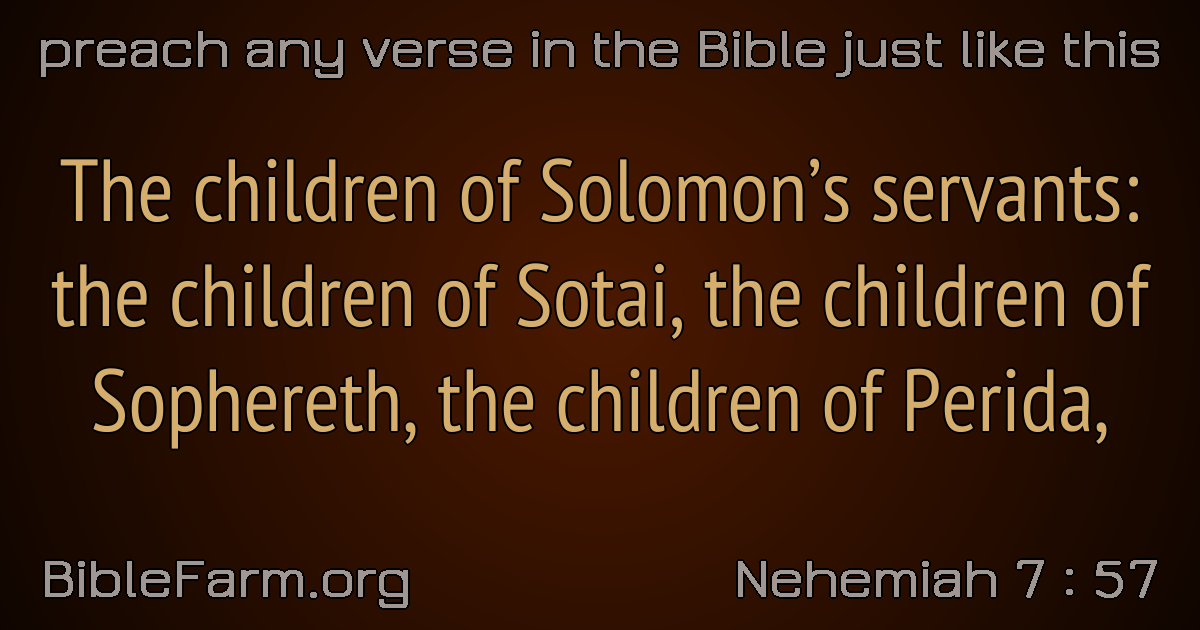 preach any verse in the Bible just like this
The children of Solomon’s servants:
the children of Sotai, the children of
Sophereth, the children of Perida,
BibleFarm.org
Nehemiah 7 : 57